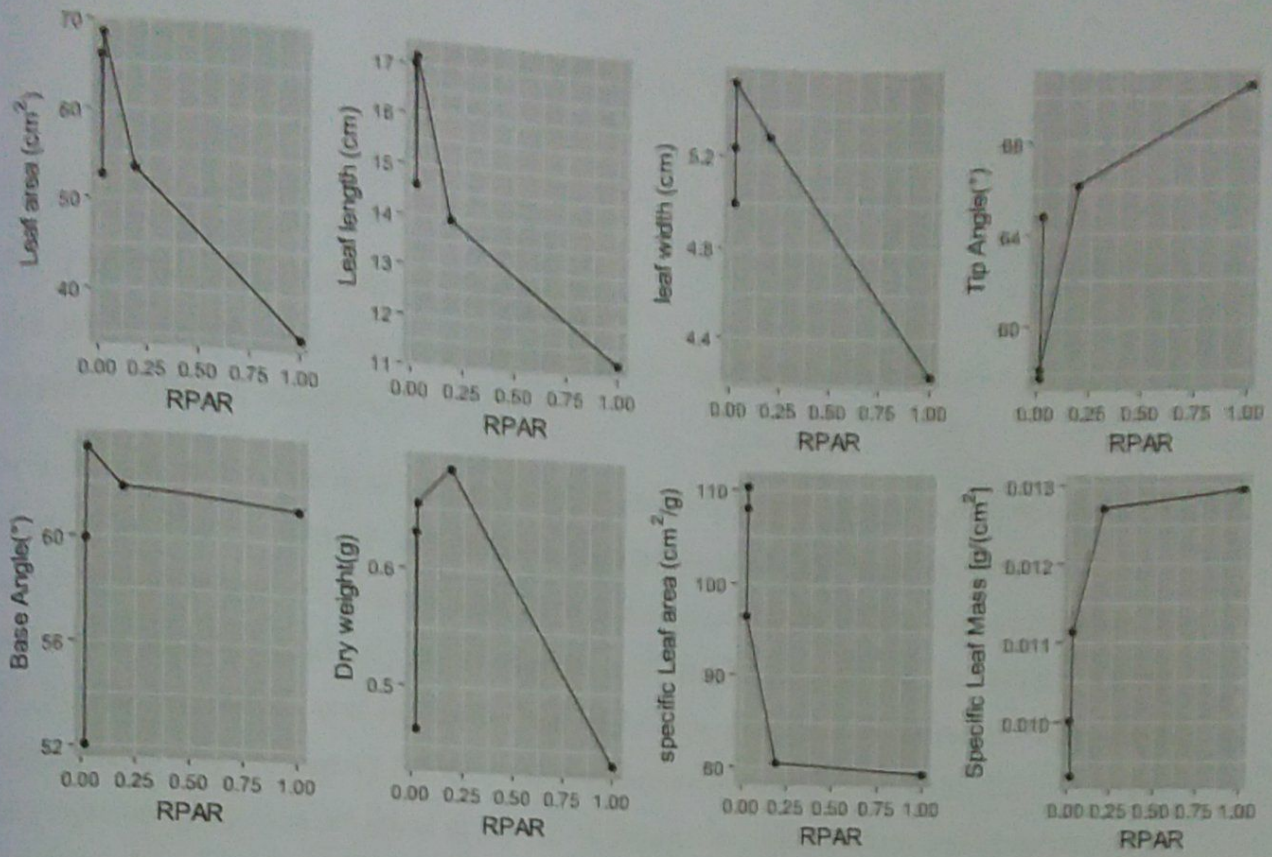 Leaf area (cm2)
70
60
50
40
0.00 0.25 0.50 0.75 1.00
RPAR
Leaf length (cm)
17
16
15
14
13
12
11
0.00 0.25 0.50 0.75 1.00
RPAR
leaf width (cm)
5.2
4.8
4.4
0.00 0.25 0.50 0.75 1.00
RPAR
Tip Angle(°)
68
64
60
0.00 0.25 0.50 0.75 1.00
RPAR
Base Angle(°)
60
56
52
0.00 0.25 0.50 0.75 1.00
RPAR
Dry weight(g)
0.6
0.5
0.00 0.25 0.50 0.75 1.00
RPAR
specific Leaf area (cm2/g)
110
100
90
80
0.00 0.25 0.50 0.75 1.00
RPAR
Specific Leaf Mass [g/(cm2]
0.013
0.012
0.011
0.010
0.00 0.25 0.50 0.75 1.00
RPAR